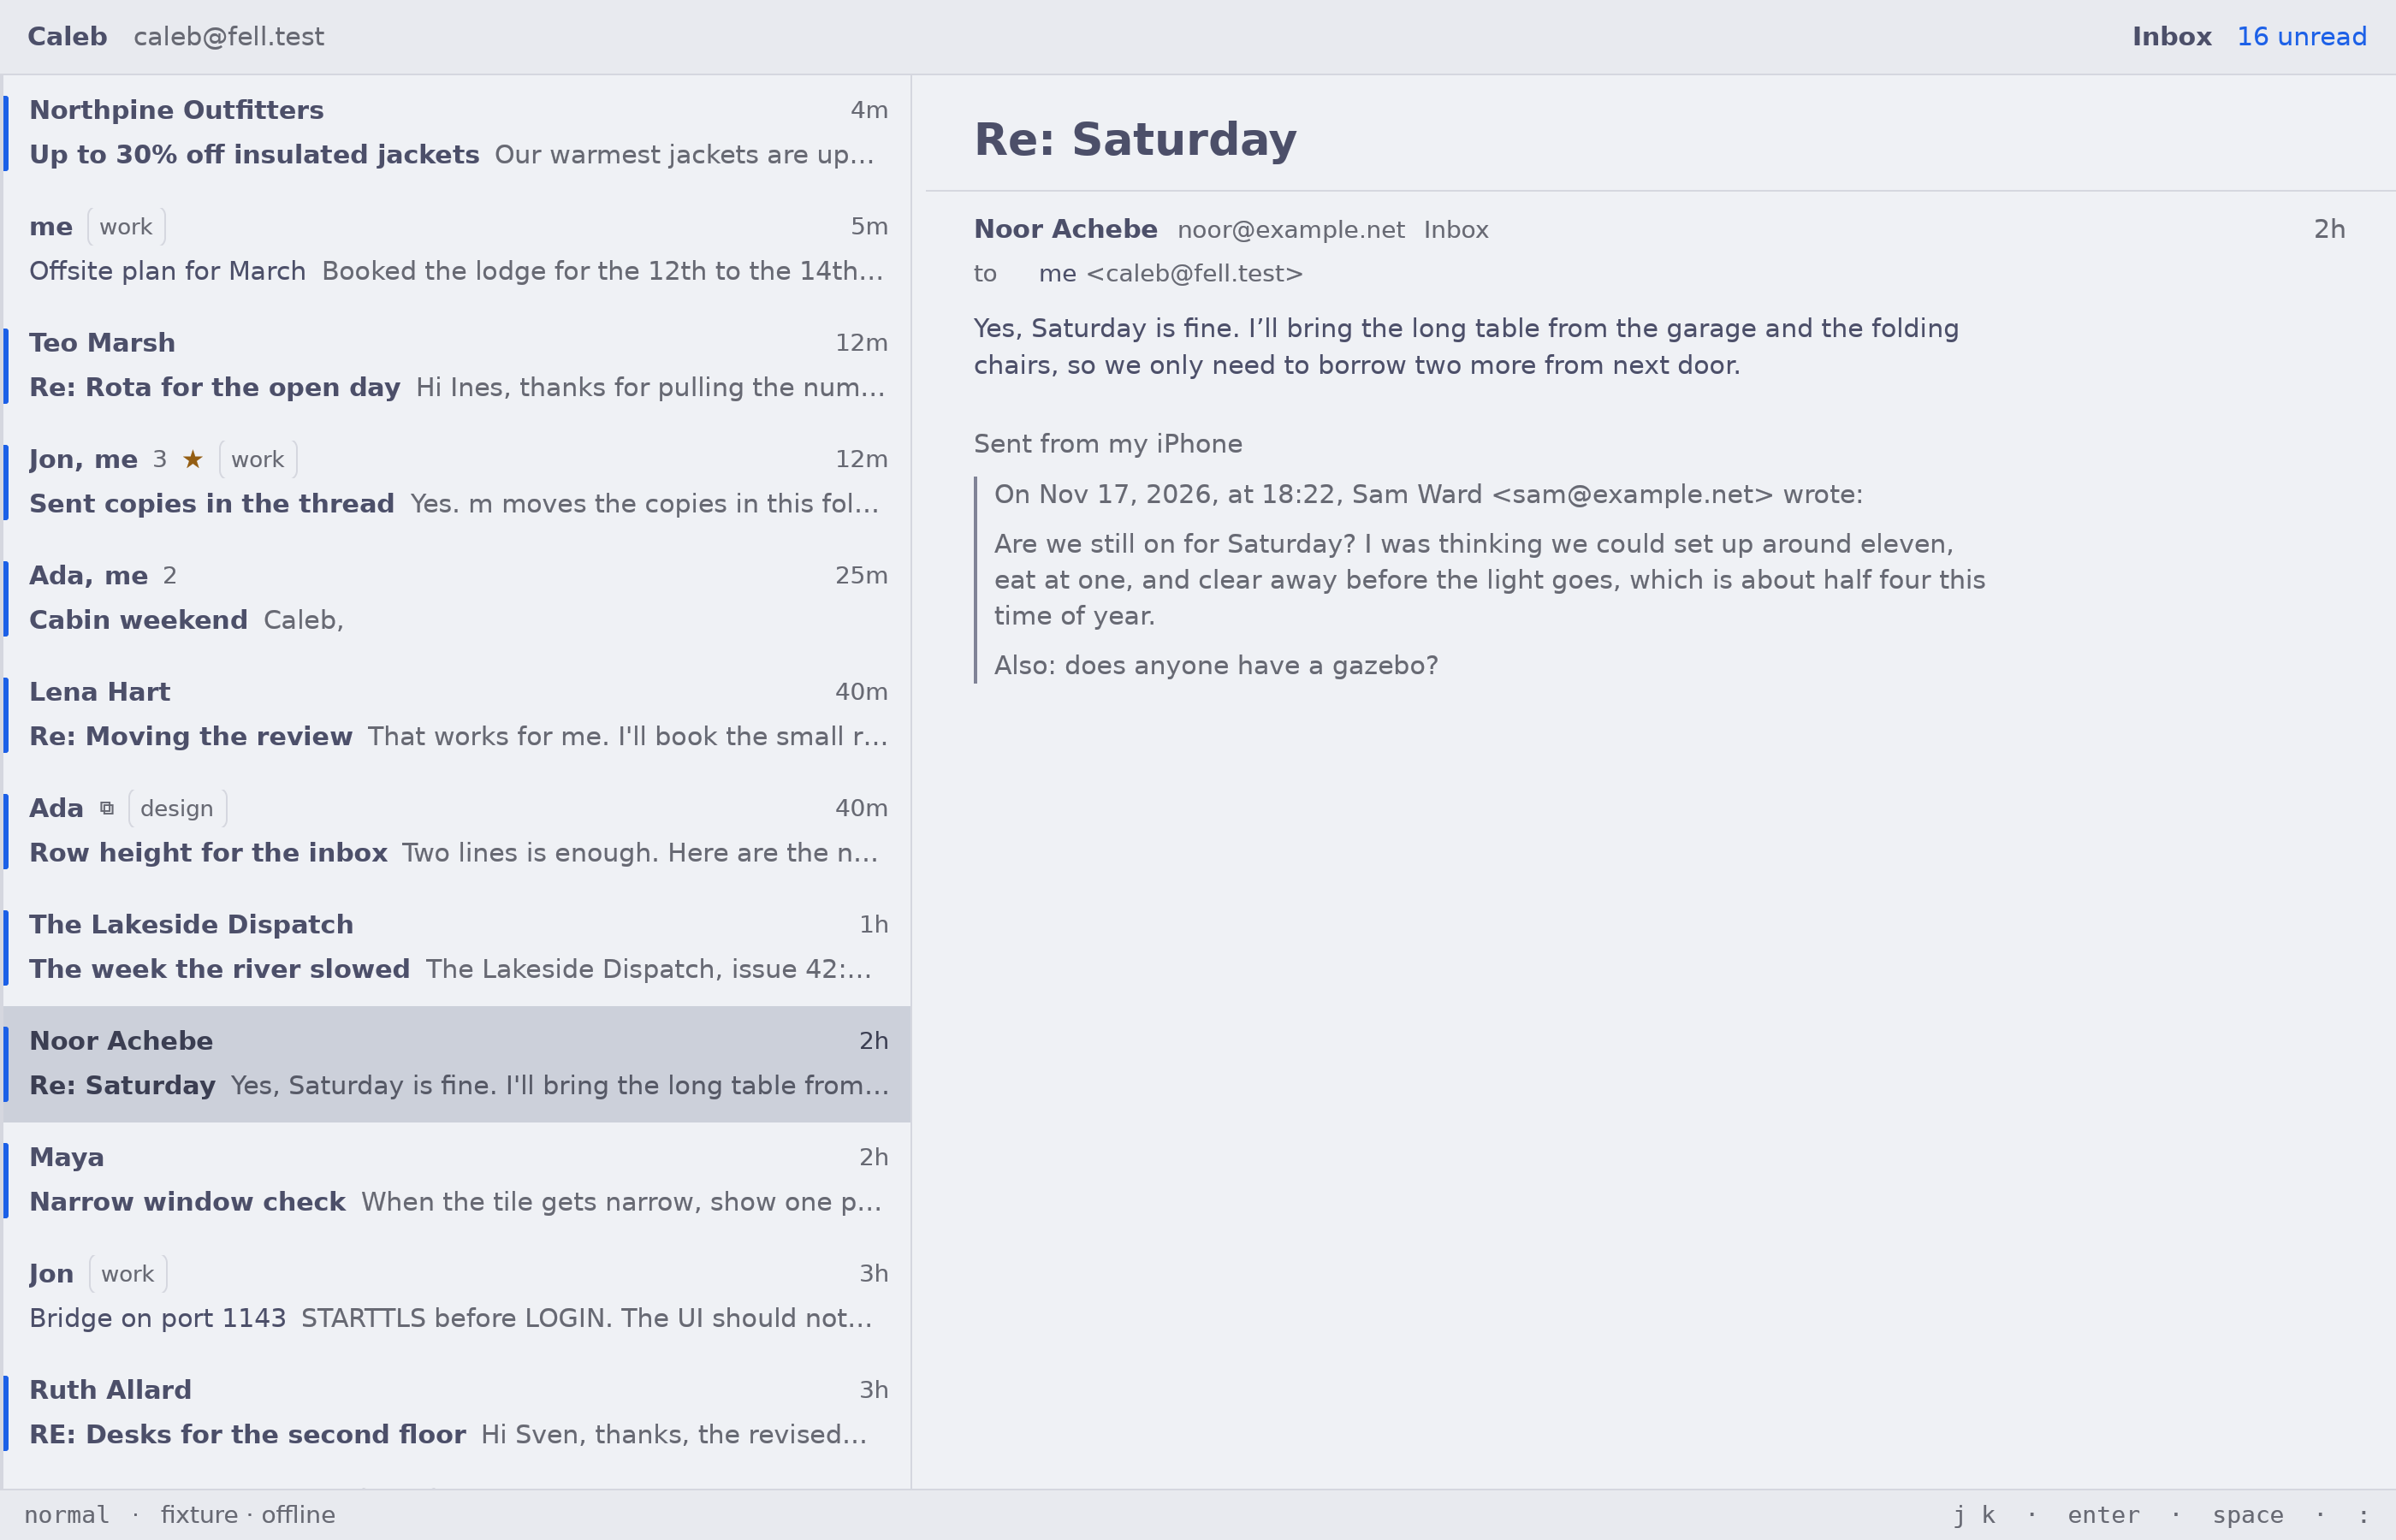 Caleb caleb@fell.test
Inbox 16 unread
Northpine Outfitters 4m
Up to 30% off insulated jackets Our warmest jackets are up…
me work 5m
Offsite plan for March Booked the lodge for the 12th to the 14th…
Teo Marsh 12m
Re: Rota for the open day Hi Ines, thanks for pulling the num…
Jon, me 3 ★ work 12m
Sent copies in the thread Yes. m moves the copies in this fol…
Ada, me 2 25m
Cabin weekend Caleb,
Lena Hart 40m
Re: Moving the review That works for me. I'll book the small r…
Ada design 40m
Row height for the inbox Two lines is enough. Here are the n…
The Lakeside Dispatch 1h
The week the river slowed The Lakeside Dispatch, issue 42:…
Noor Achebe 2h
Re: Saturday Yes, Saturday is fine. I'll bring the long table from…
Maya 2h
Narrow window check When the tile gets narrow, show one p…
Jon work 3h
Bridge on port 1143 STARTTLS before LOGIN. The UI should not…
Ruth Allard 3h
RE: Desks for the second floor Hi Sven, thanks, the revised…
Re: Saturday
Noor Achebe noor@example.net Inbox 2h
to me <caleb@fell.test>
Yes, Saturday is fine. I’ll bring the long table from the garage and the folding
chairs, so we only need to borrow two more from next door.
Sent from my iPhone
On Nov 17, 2026, at 18:22, Sam Ward <sam@example.net> wrote:
Are we still on for Saturday? I was thinking we could set up around eleven,
eat at one, and clear away before the light goes, which is about half four this
time of year.
Also: does anyone have a gazebo?
normal · fixture · offline
j k · enter · space · :